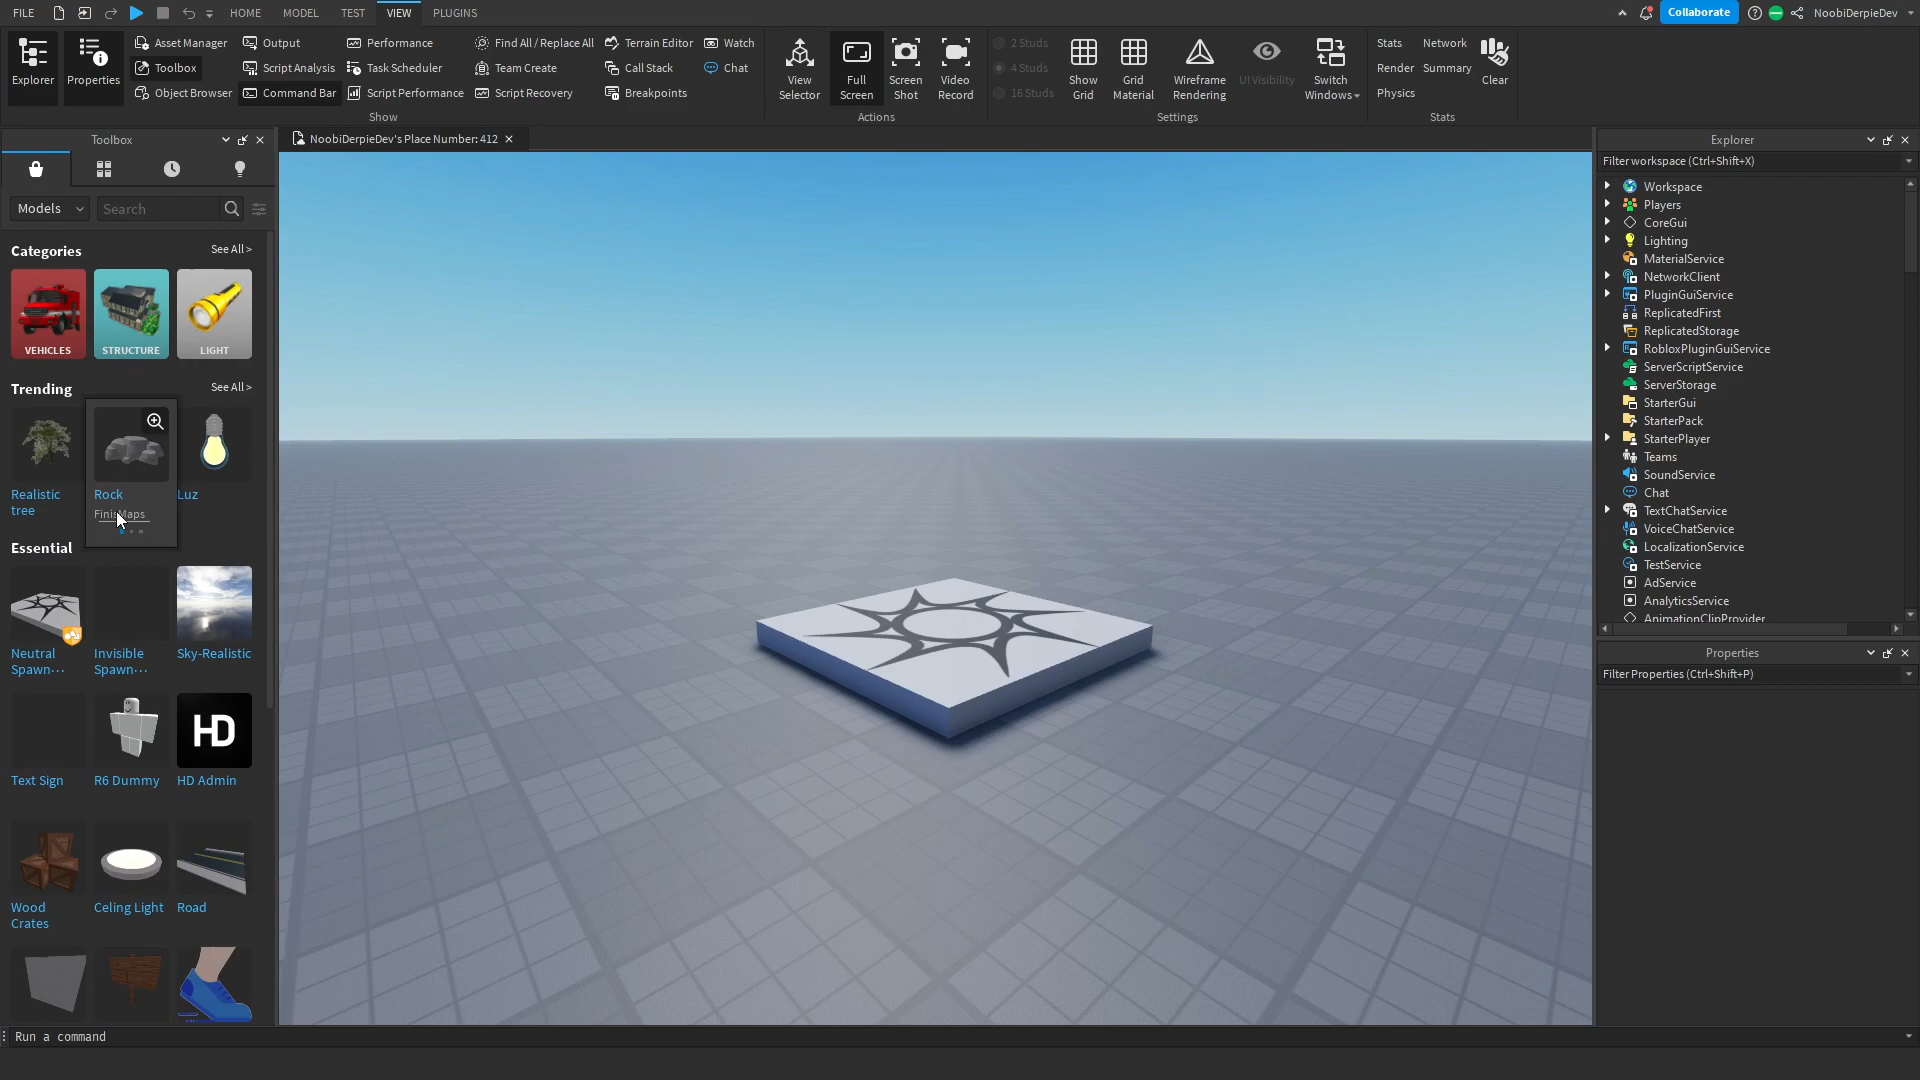 FILE
HOME
MODEL
TEST
VIEW
PLUGINS
Collaborate
NoobiDerpieDev
Explorer
Properties
Asset Manager
Toolbox
Object Browser
Output
Script Analysis
Command Bar
Performance
Task Scheduler
Script Performance
Find All / Replace All
Team Create
Script Recovery
Terrain Editor
Call Stack
Breakpoints
Watch
Chat
Show
View
Selector
Full
Screen
Screen
Shot
Video
Record
Actions
2 Studs
4 Studs
16 Studs
Show
Grid
Grid
Material
Wireframe
Rendering
UI Visibility
Switch
Windows
Settings
Stats
Render
Physics
Network
Summary
Clear
Stats
Toolbox
Models
Search
Categories
See All >
VEHICLES
STRUCTURE
LIGHT
Trending
See All >
Realistic
tree
Rock
FinisMaps
Luz
Essential
Neutral
Spawn...
Invisible
Spawn...
Sky-Realistic
HD
Text Sign
R6 Dummy
HD Admin
Wood
Crates
Celing Light
Road
NoobiDerpieDev's Place Number: 412
Explorer
Filter workspace (Ctrl+Shift+X)
Workspace
Players
CoreGui
Lighting
MaterialService
NetworkClient
PluginGuiService
ReplicatedFirst
ReplicatedStorage
RobloxPluginGuiService
ServerScriptService
ServerStorage
StarterGui
StarterPack
StarterPlayer
Teams
SoundService
Chat
TextChatService
VoiceChatService
LocalizationService
TestService
AdService
AnalyticsService
AnimationClipProvider
Properties
Filter Properties (Ctrl+Shift+P)
Run a command